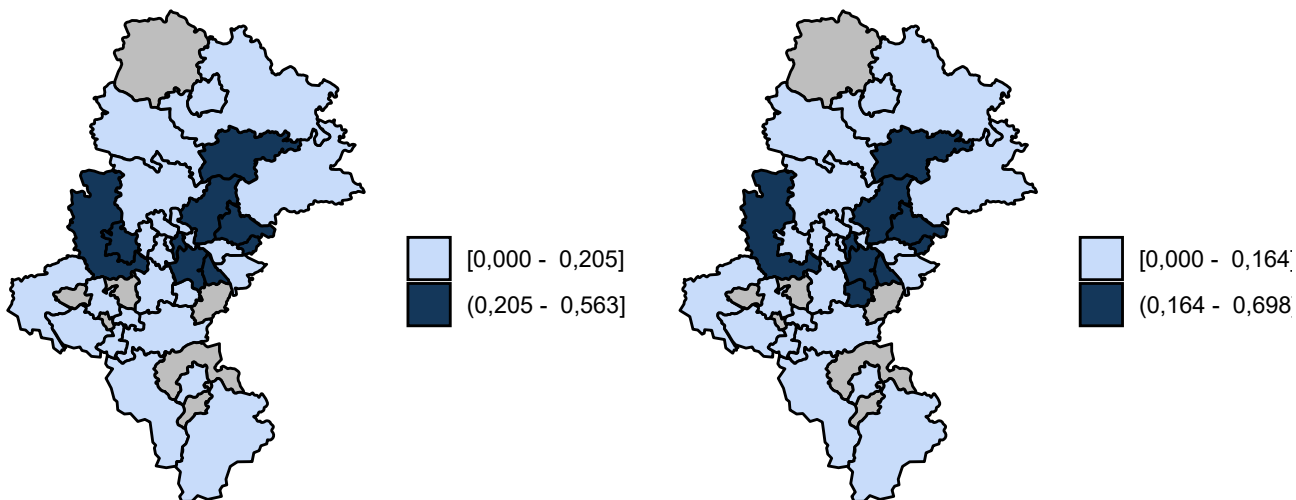 [0,000 - 0,205]
(0,205 - 0,563]
[0,000 - 0,164]
(0,164 - 0,698]